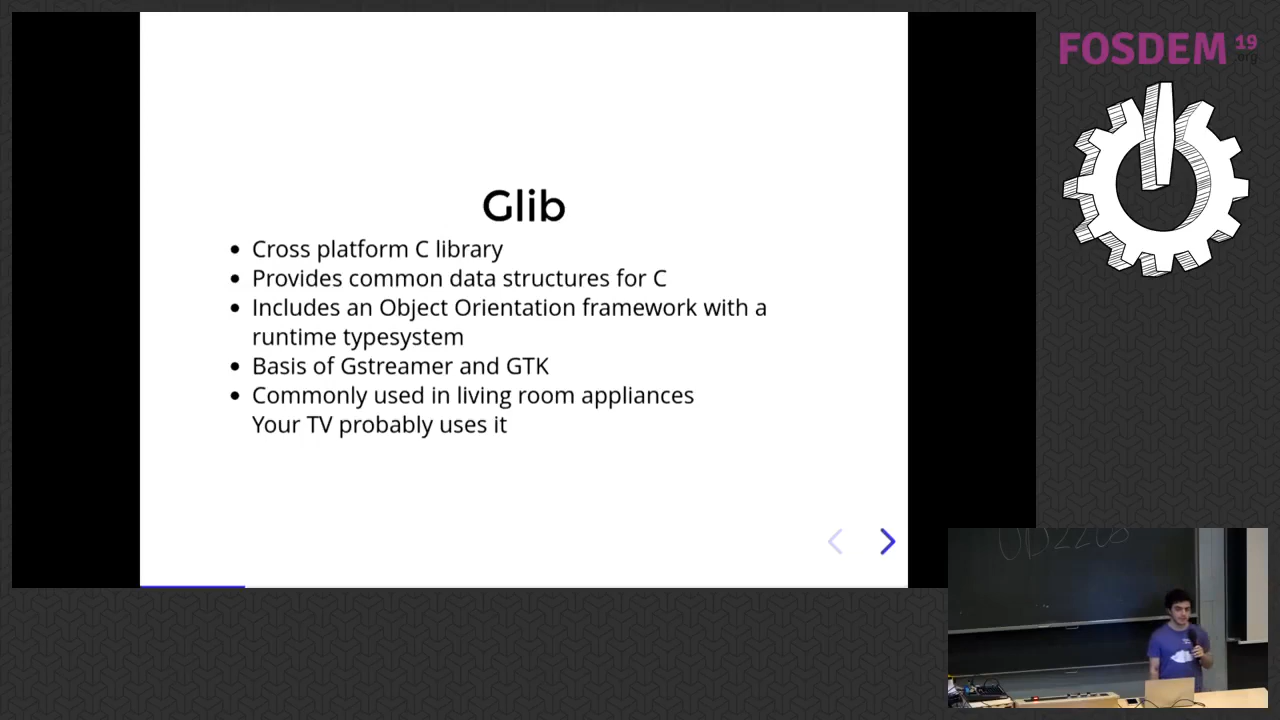 FOSDEM 19
.org
Glib
• Cross platform C library
• Provides common data structures for C
• Includes an Object Orientation framework with a
runtime typesystem
• Basis of Gstreamer and GTK
• Commonly used in living room appliances
Your TV probably uses it